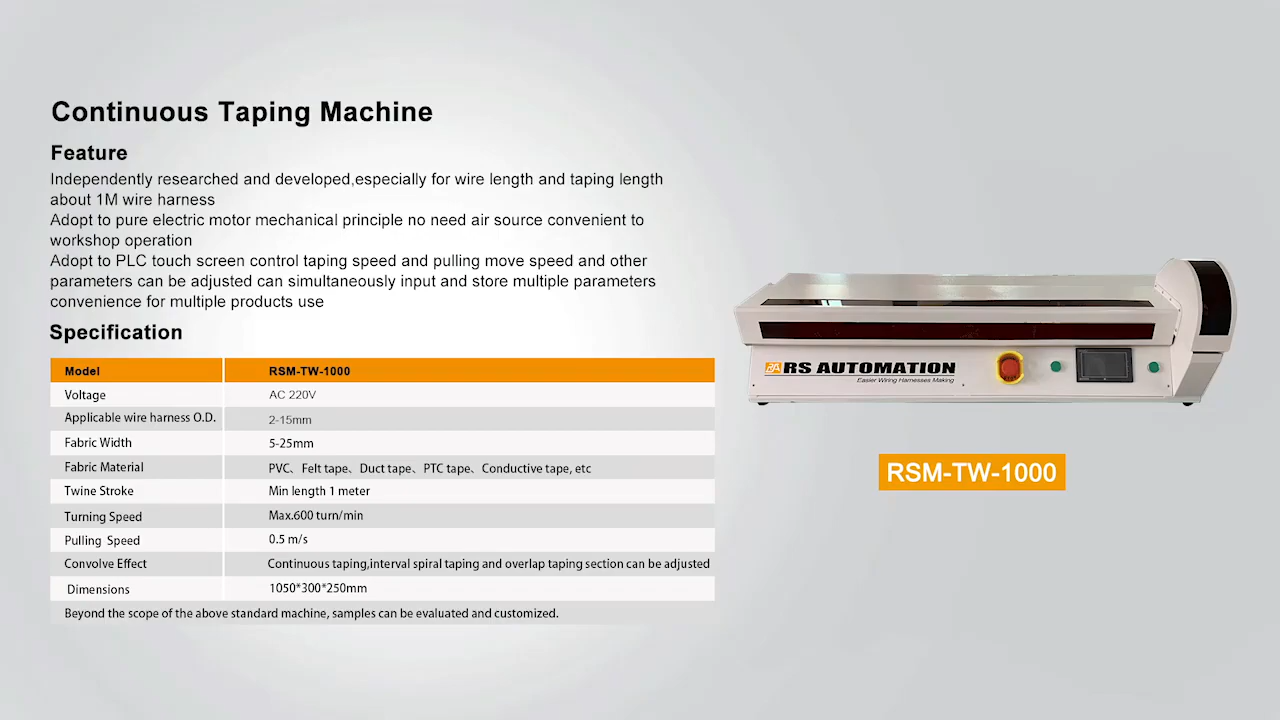 Continuous Taping Machine
Feature
Independently researched and developed,especially for wire length and taping length
about 1M wire harness
Adopt to pure electric motor mechanical principle no need air source convenient to
workshop operation
Adopt to PLC touch screen control taping speed and pulling move speed and other
parameters can be adjusted can simultaneously input and store multiple parameters
convenience for multiple products use
Specification
Model RSM-TW-1000
Voltage AC 220V
Applicable wire harness O.D. 2-15mm
Fabric Width 5-25mm
Fabric Material PVC、Felt tape、Duct tape、PTC tape、Conductive tape, etc
Twine Stroke Min length 1 meter
Turning Speed Max.600 turn/min
Pulling Speed 0.5 m/s
Convolve Effect Continuous taping,interval spiral taping and overlap taping section can be adjusted
Dimensions 1050*300*250mm
Beyond the scope of the above standard machine, samples can be evaluated and customized.
RA RS AUTOMATION
Easier Wiring Harnesses Making
RSM-TW-1000